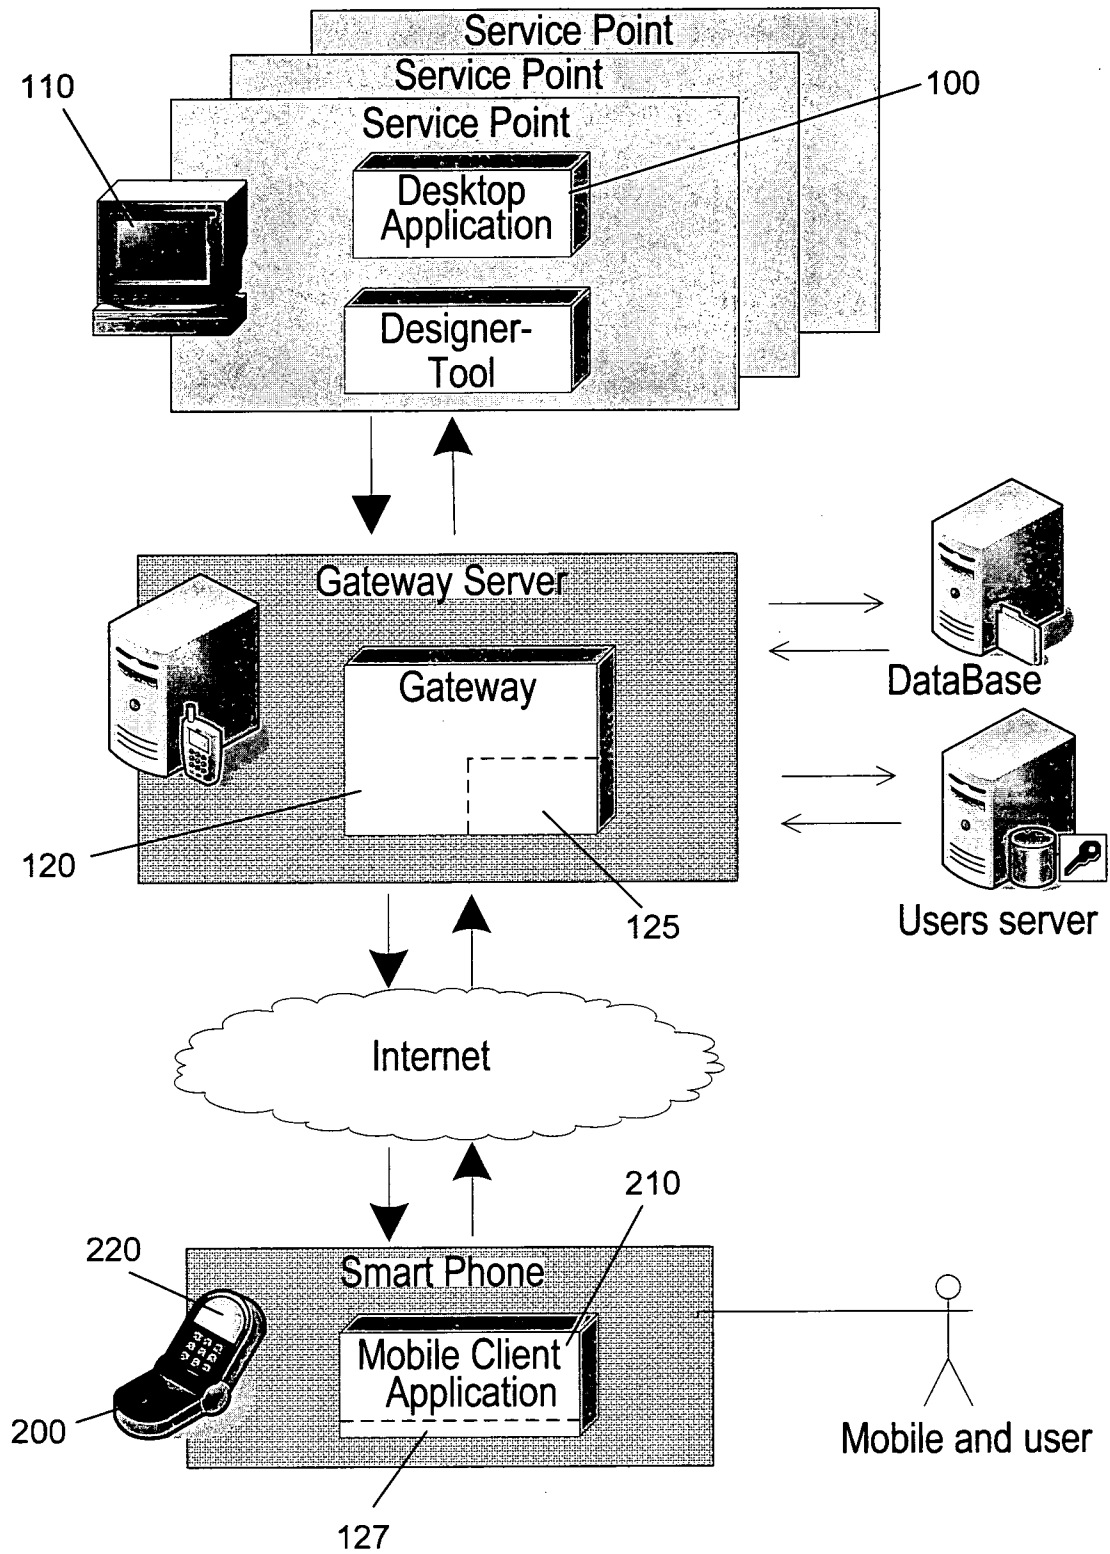 Service Point
Service Point
110
100
Service Point
Desktop
Application
Designer-
Tool
Gateway Server
Gateway
DataBase
120
125
Users server
Internet
210
220
Smart Phone
Mobile Client
Application
200
Mobile and user
127